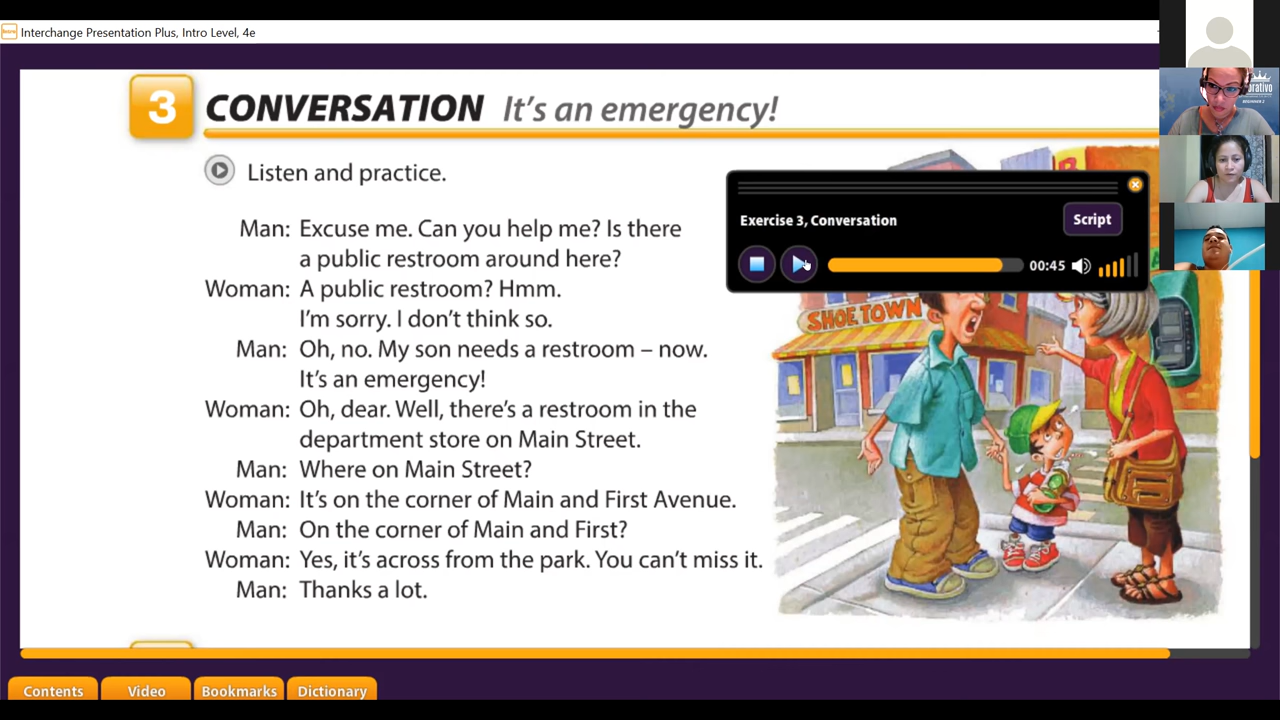 Interchange Presentation Plus, Intro Level, 4e
3 CONVERSATION It's an emergency!
Listen and practice.
Man: Excuse me. Can you help me? Is there
a public restroom around here?
Woman: A public restroom? Hmm.
I'm sorry. I don't think so.
Man: Oh, no. My son needs a restroom – now.
It's an emergency!
Woman: Oh, dear. Well, there's a restroom in the
department store on Main Street.
Man: Where on Main Street?
Woman: It's on the corner of Main and First Avenue.
Man: On the corner of Main and First?
Woman: Yes, it's across from the park. You can't miss it.
Man: Thanks a lot.
Exercise 3, Conversation
Script
00:45
SHOE TOWN
BEGINNER 2
Contents
Video
Bookmarks
Dictionary